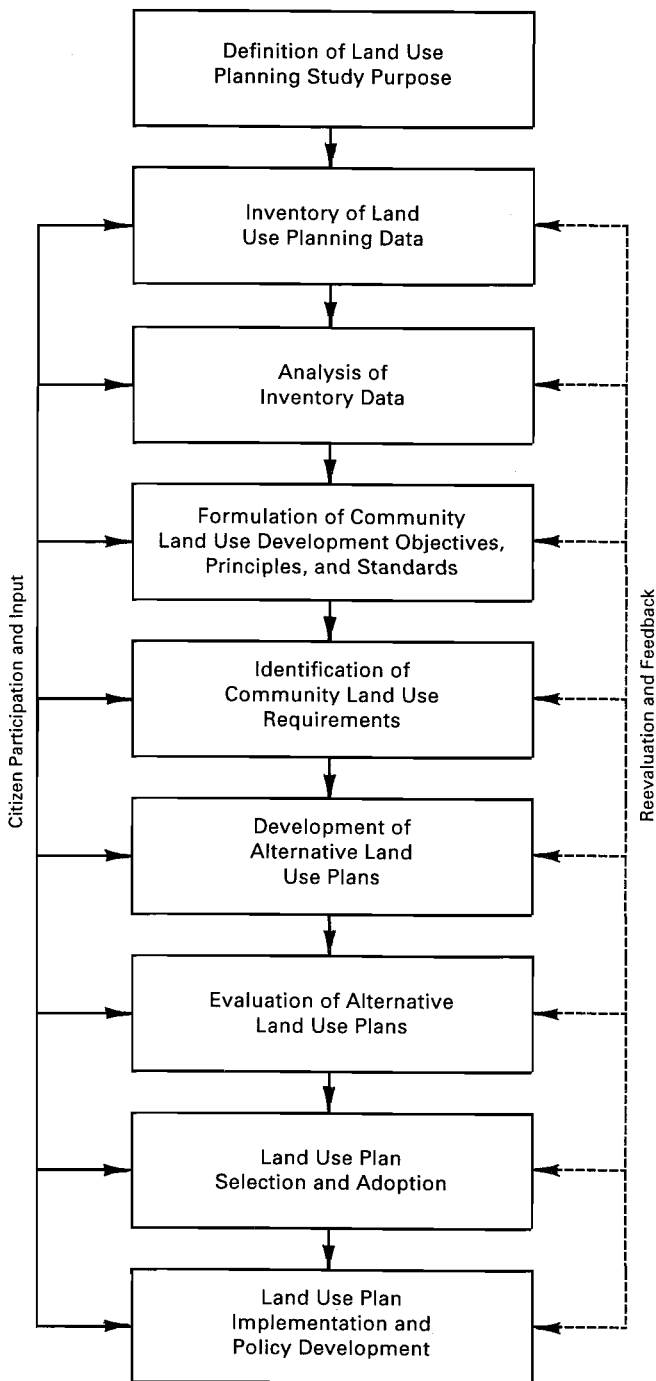 Definition of Land Use
Planning Study Purpose
Inventory of Land
Use Planning Data
Analysis of
Inventory Data
Formulation of Community
Land Use Development Objectives,
Principles, and Standards
Identification of
Community Land Use
Requirements
Development of
Alternative Land
Use Plans
Evaluation of Alternative
Land Use Plans
Land Use Plan
Selection and Adoption
Land Use Plan
Implementation and
Policy Development
Citizen Participation and Input
Reevaluation and Feedback